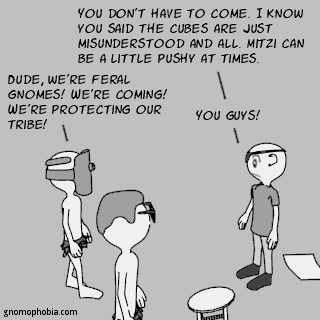 YOU DON'T HAVE TO COME. I KNOW
YOU SAID THE CUBES ARE JUST
MISUNDERSTOOD AND ALL. MITZI CAN
BE A LITTLE PUSHY AT TIMES.
DUDE, WE'RE FERAL
GNOMES! WE'RE COMING!
WE'RE PROTECTING OUR
TRIBE!
YOU GUYS!
gnomophobia.com